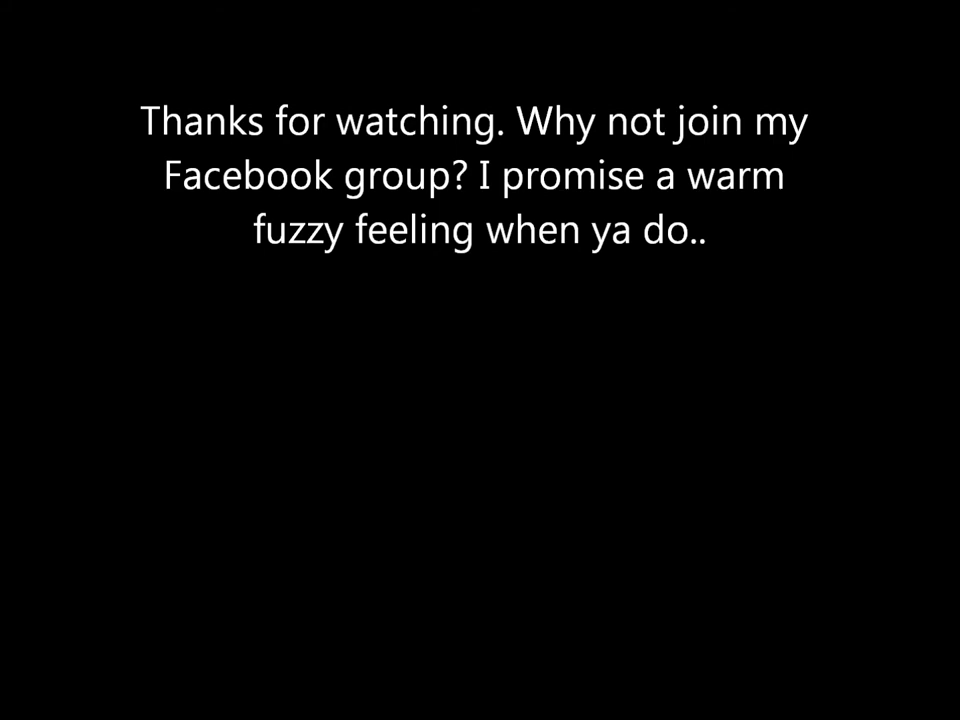 Thanks for watching. Why not join my
Facebook group? I promise a warm
fuzzy feeling when ya do..